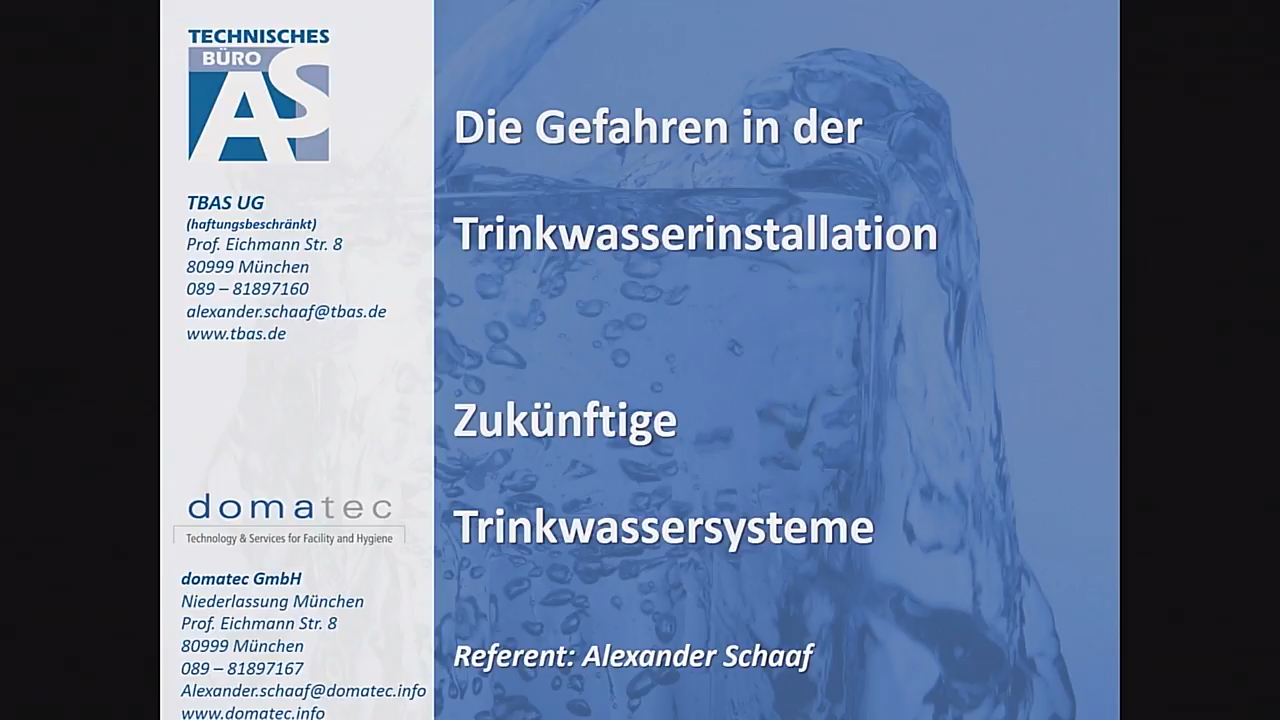 TECHNISCHES
BÜRO
AS
TBAS UG
(haftungsbeschränkt)
Prof. Eichmann Str. 8
80999 München
089 – 81897160
alexander.schaaf@tbas.de
www.tbas.de
domatec
Technology & Services for Facility and Hygiene
domatec GmbH
Niederlassung München
Prof. Eichmann Str. 8
80999 München
089 – 81897167
Alexander.schaaf@domatec.info
www.domatec.info
Die Gefahren in der
Trinkwasserinstallation
Zukünftige
Trinkwassersysteme
Referent: Alexander Schaaf